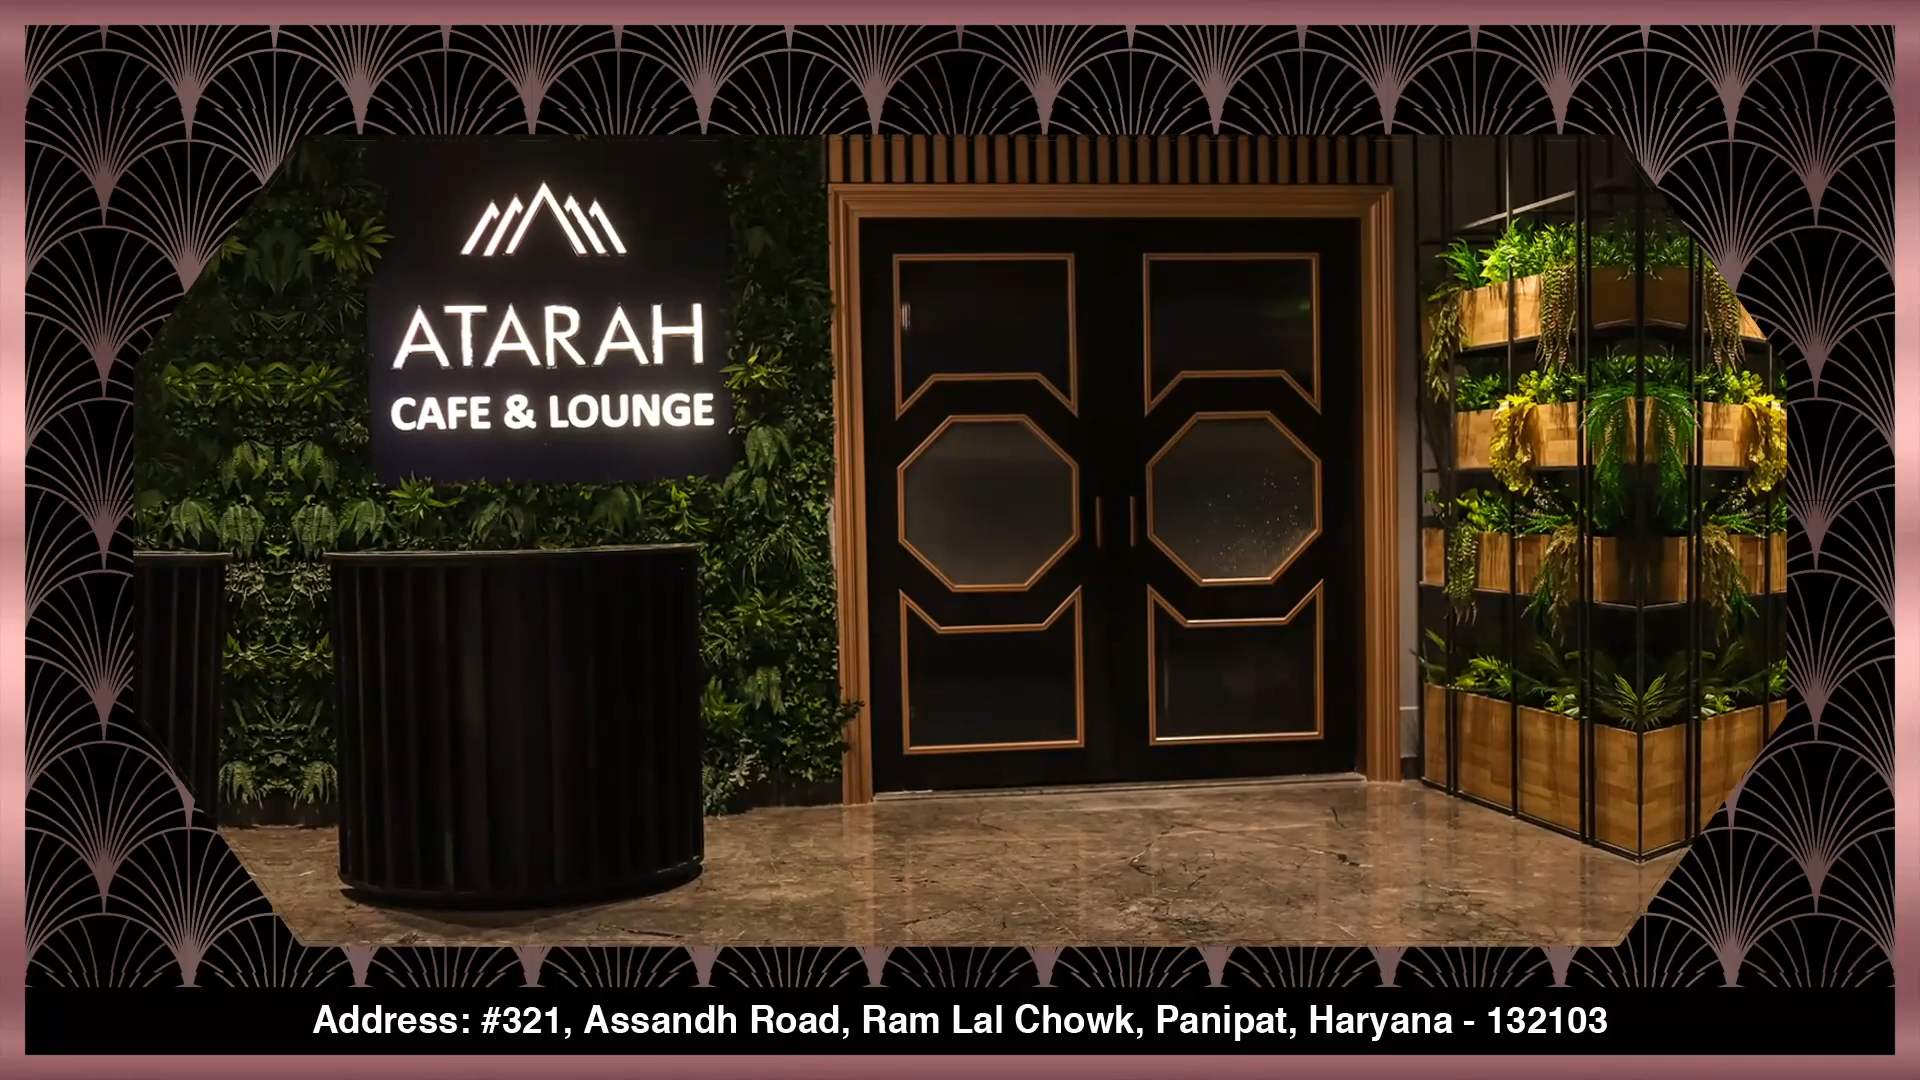 ATARAH
CAFE & LOUNGE
Address: #321, Assandh Road, Ram Lal Chowk, Panipat, Haryana - 132103